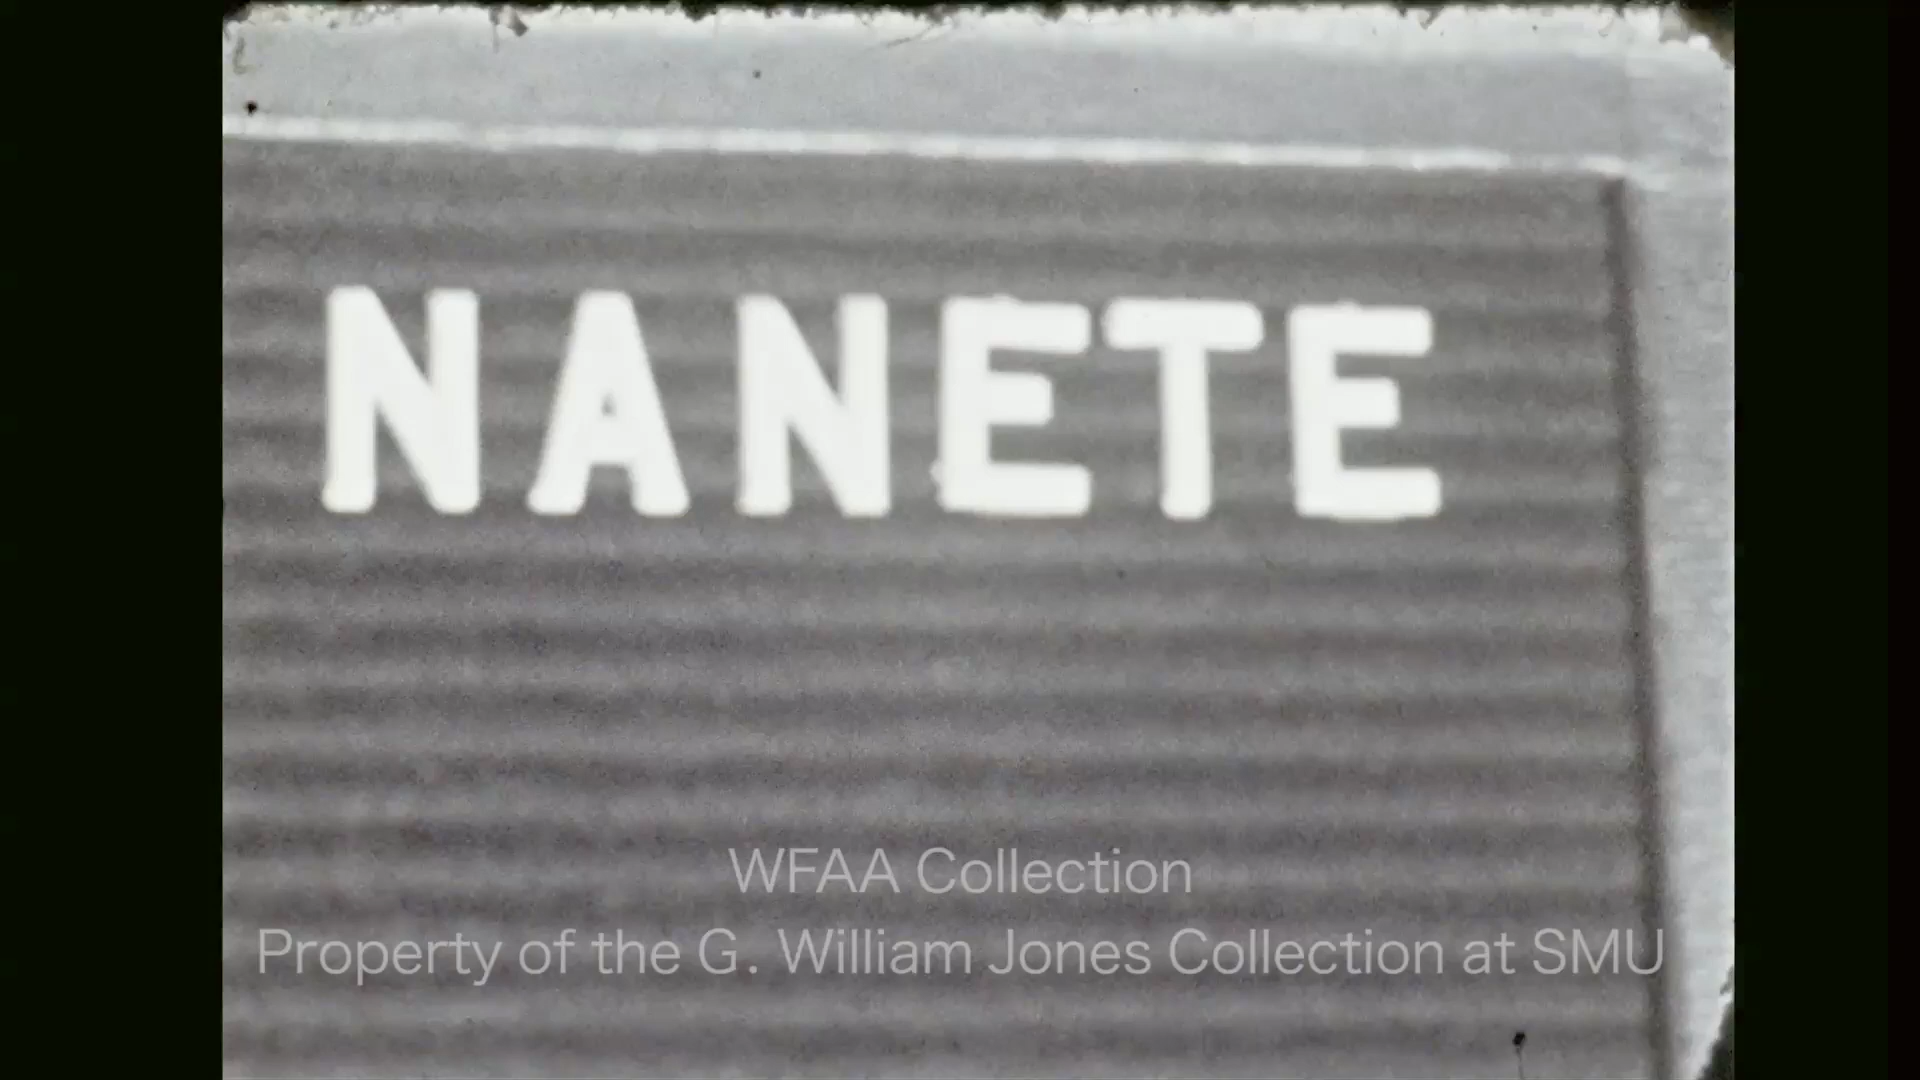 NANETE
WFAA Collection
Property of the G. William Jones Collection at SMU